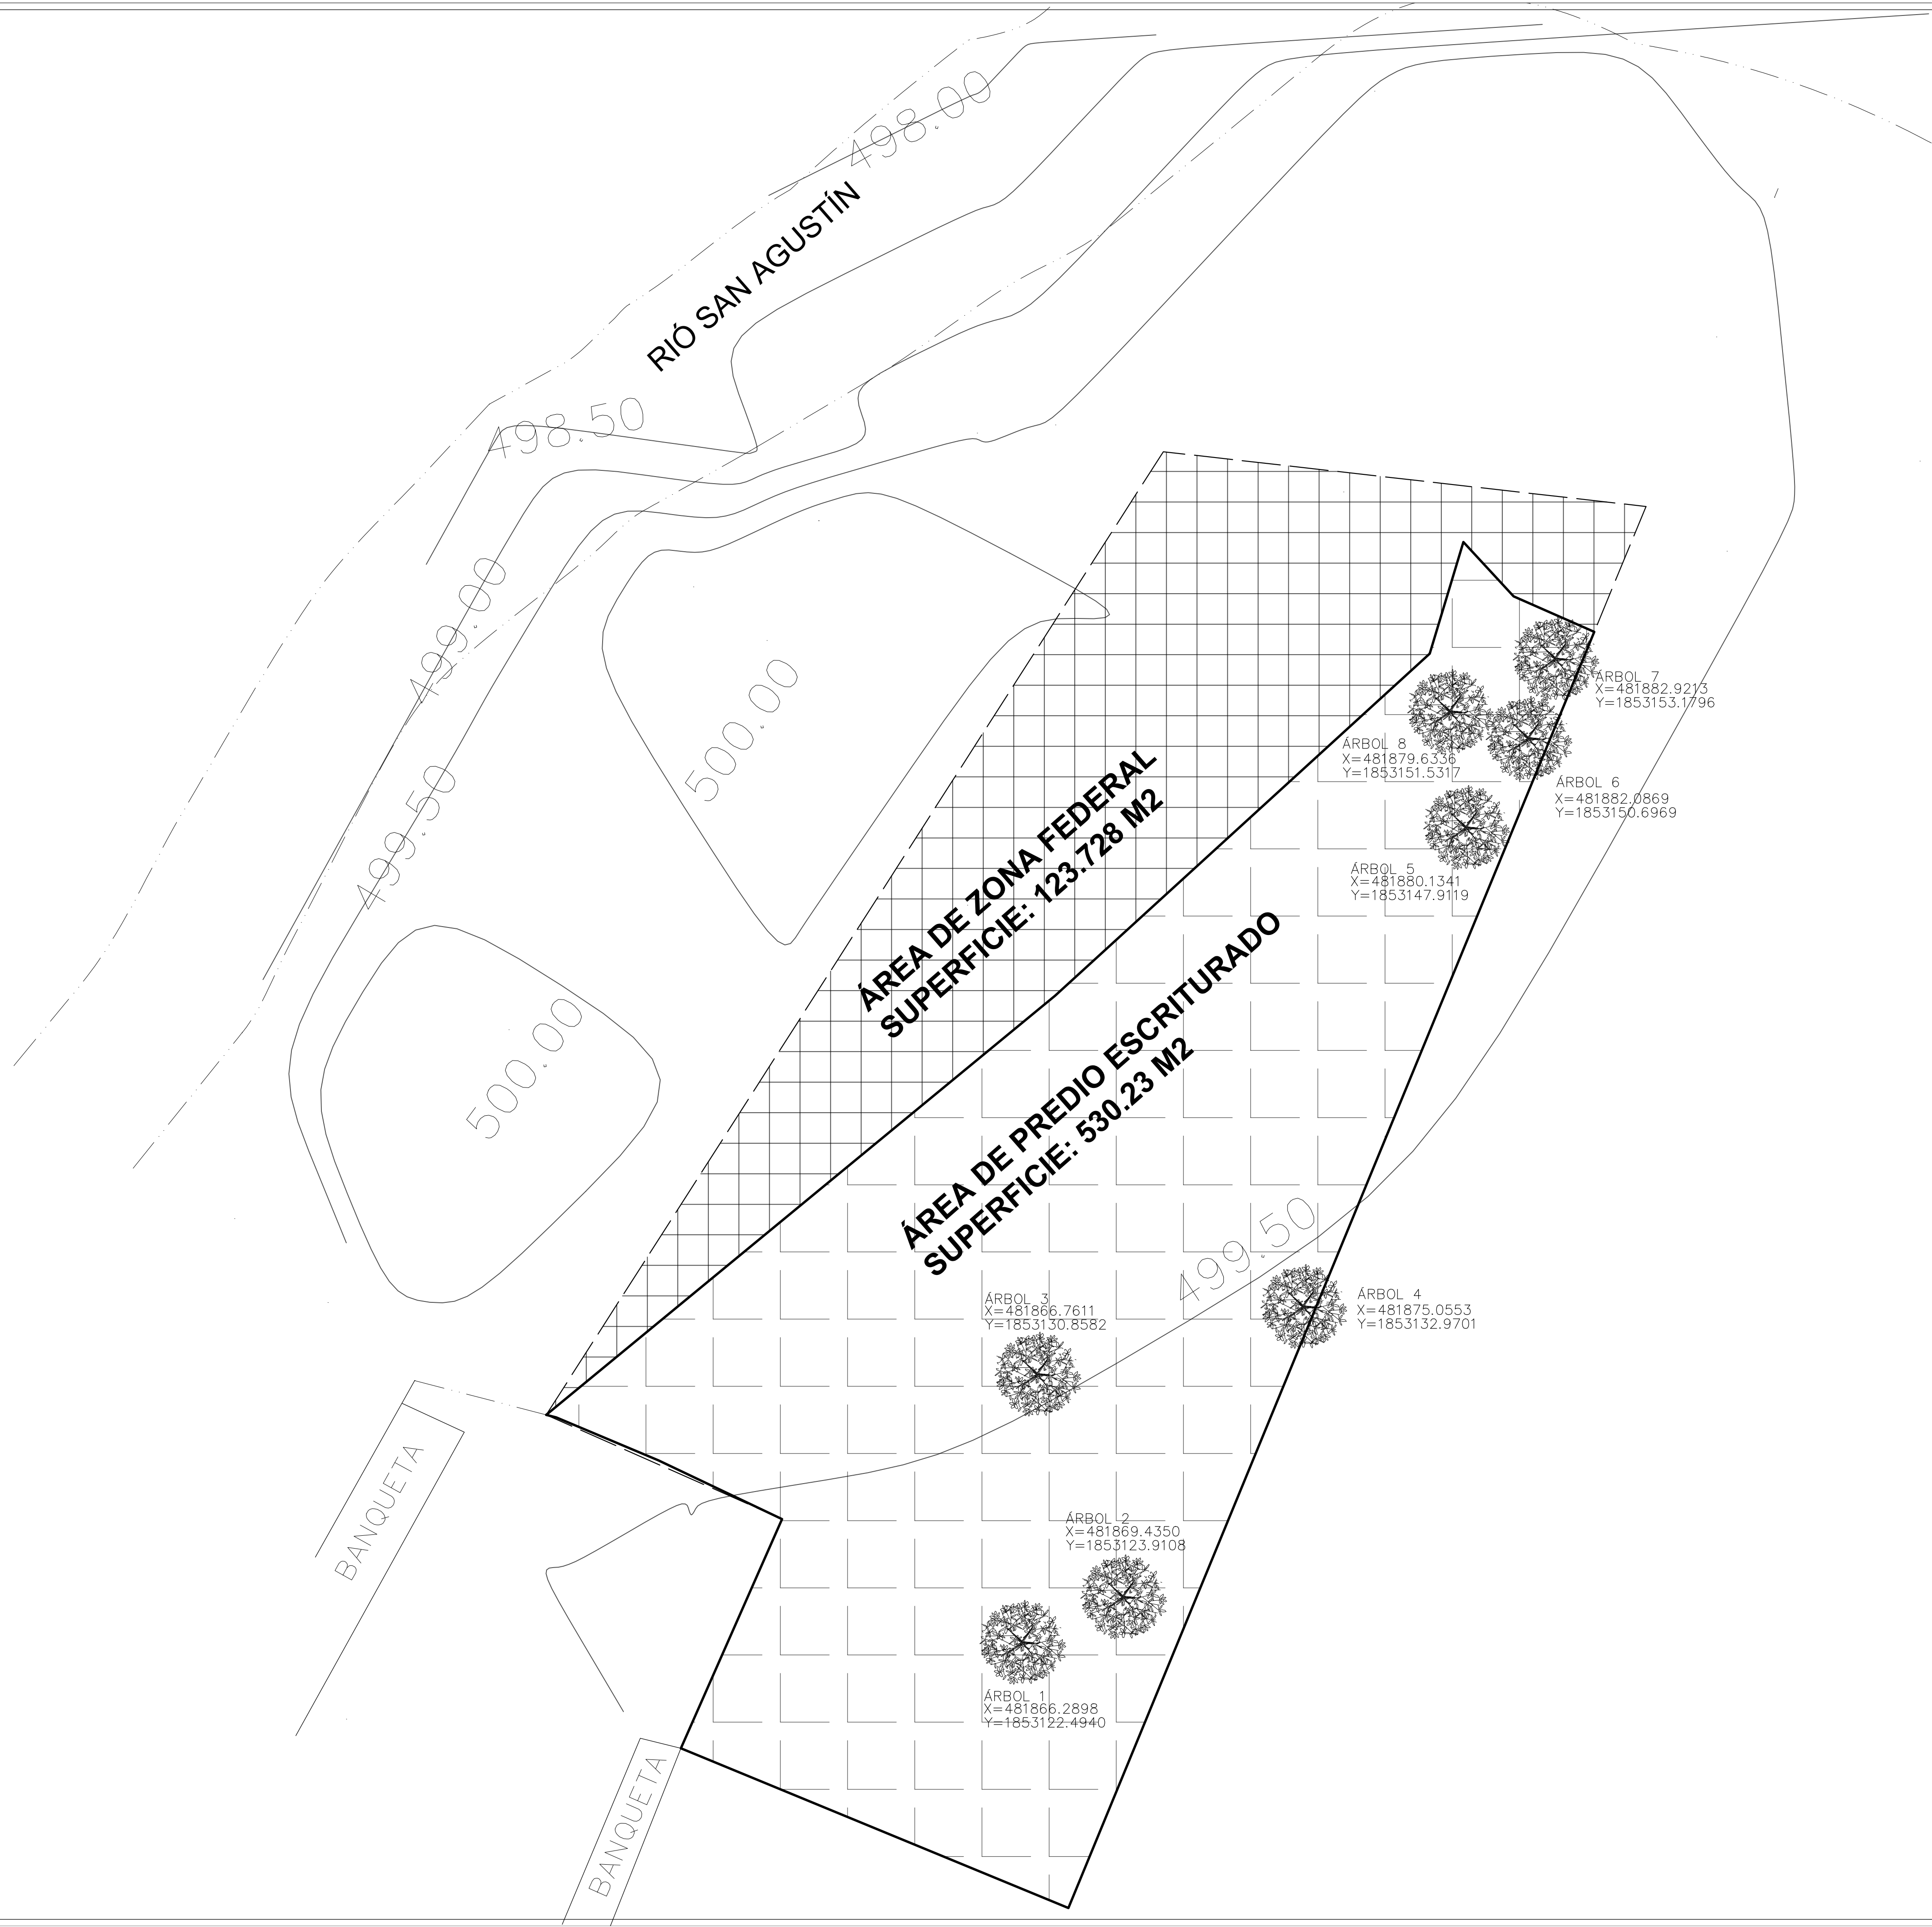 498.00
RIÓ SAN AGUSTÍN
498.50
499.00
499.50
500.00
500.00
ÁREA DE ZONA FEDERAL
SUPERFICIE: 123.728 M2
ÁREA DE PREDIO ESCRITURADO
SUPERFICIE: 530.23 M2
499.50
ÁRBOL 7
X=481882.9213
Y=1853153.1796
ÁRBOL 8
X=481879.6336
Y=1853151.5317
ÁRBOL 6
X=481882.0869
Y=1853150.6969
ÁRBOL 5
X=481880.1341
Y=1853147.9119
ÁRBOL 4
X=481875.0553
Y=1853132.9701
ÁRBOL 3
X=481866.7611
Y=1853130.8582
ÁRBOL 2
X=481869.4350
Y=1853123.9108
ÁRBOL 1
X=481866.2898
Y=1853122.4940
BANQUETA
BANQUETA